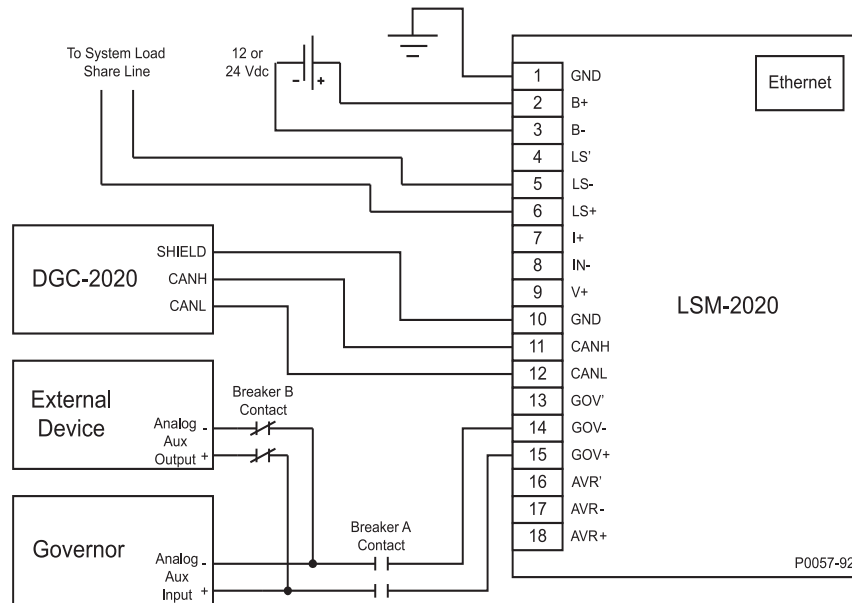 To System Load
Share Line
12 or
24 Vdc
- +
Ethernet
1 GND
2 B+
3 B-
4 LS'
5 LS-
6 LS+
7 I+
8 IN-
9 V+
10 GND
11 CANH
12 CANL
13 GOV'
14 GOV-
15 GOV+
16 AVR'
17 AVR-
18 AVR+
LSM-2020
P0057-92
DGC-2020
SHIELD
CANH
CANL
External
Device
Analog -
Aux
Output +
Breaker B
Contact
Governor
Analog -
Aux
Input +
Breaker A
Contact